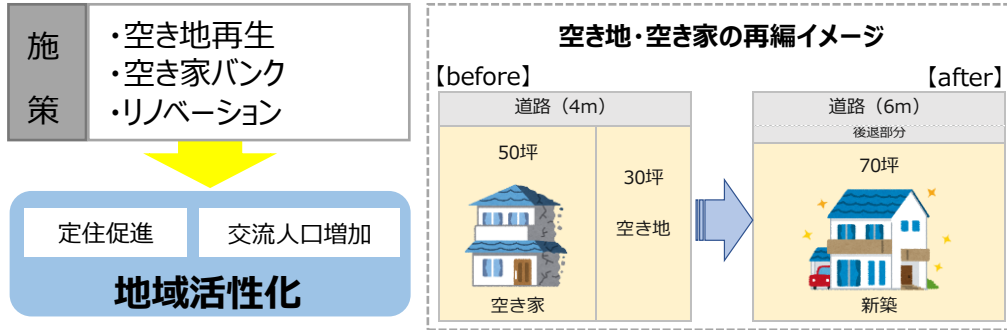 施策
・空き地再生
・空き家バンク
・リノベーション
定住促進
交流人口増加
地域活性化
空き地・空き家の再編イメージ
【before】
【after】
道路（4m）
50坪
空き家
30坪
空き地
道路（6m）
後退部分
70坪
新築